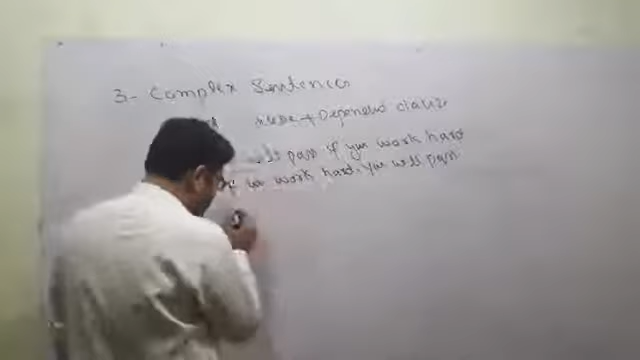 3- Complex Sentences
+ Dependent clause
pass if you work hard
work hard, you will pass